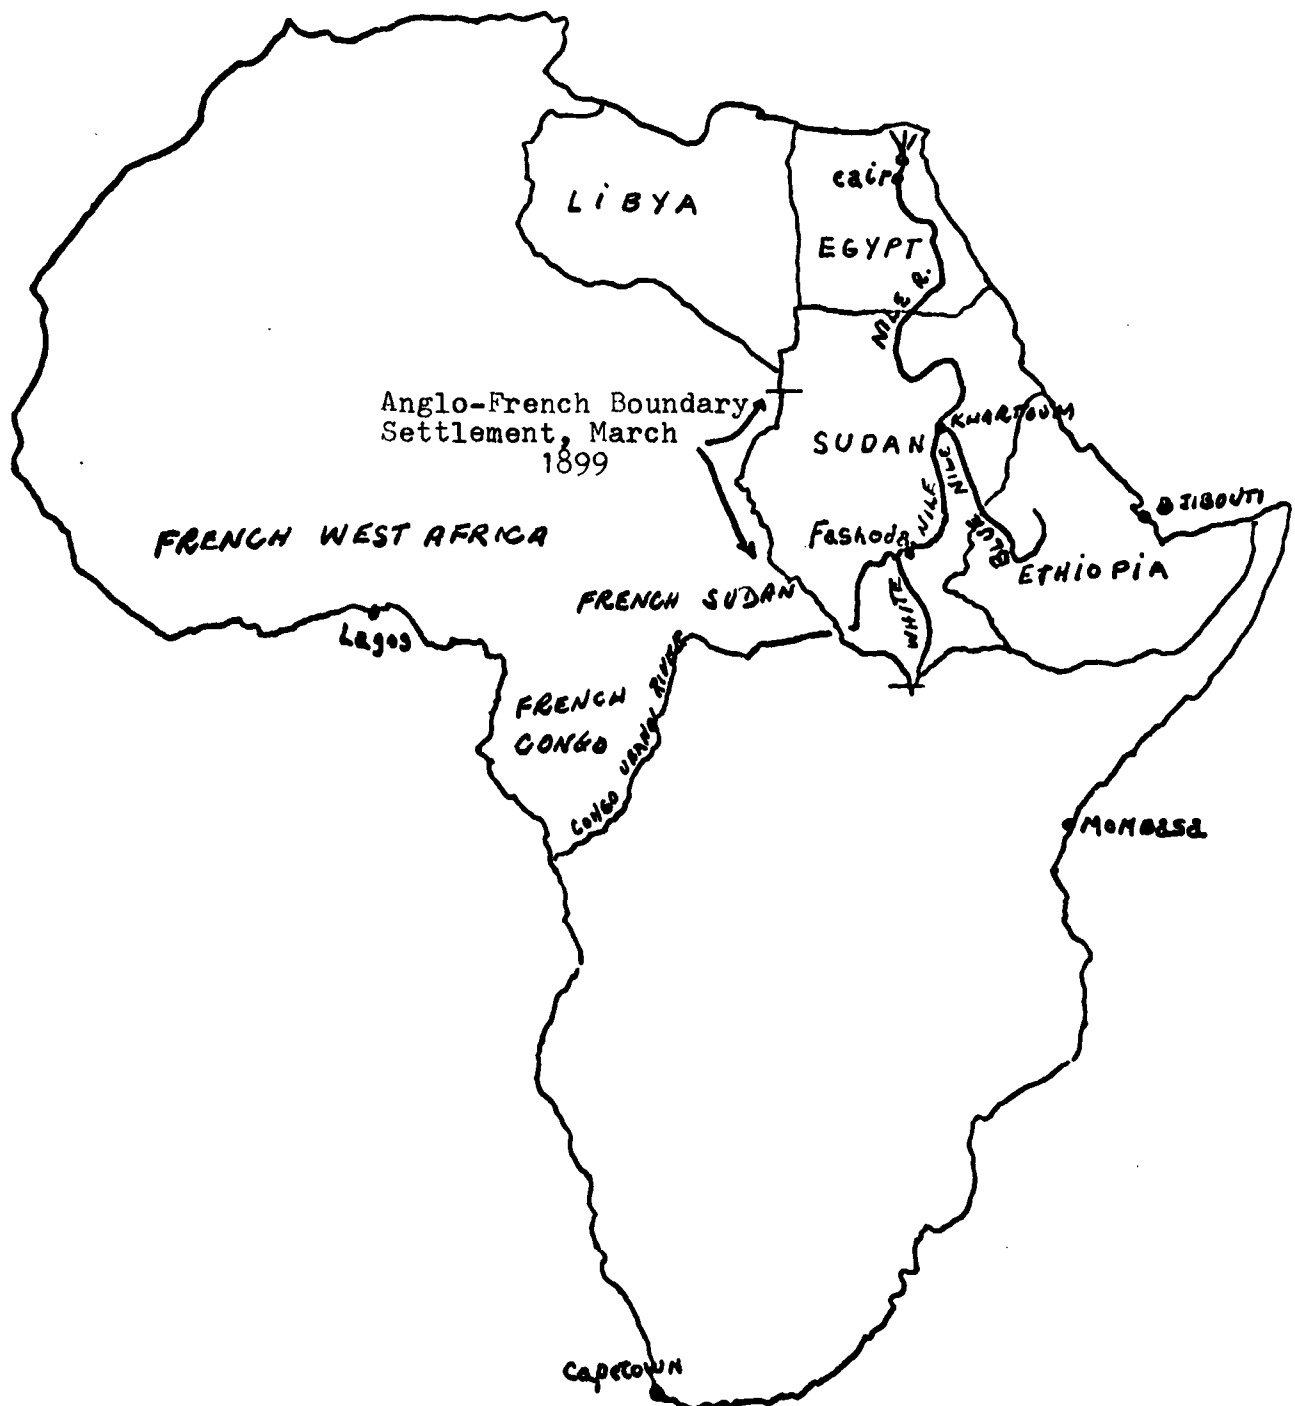 cairo
LiBYA
EGYPT
NILE R.
Anglo-French Boundary
Settlement, March
1899
KHARTOUM
SUDAN
NILE
NILE
DJIBOUTI
Fashoda
BLUE
FRENCH WEST AFRICA
ETHIOPIA
FRENCH SUDAN
WHITE
Lagos
FRENCH
CONGO
CONGO UBANGI RIVER
MOMBasa
CapetowN